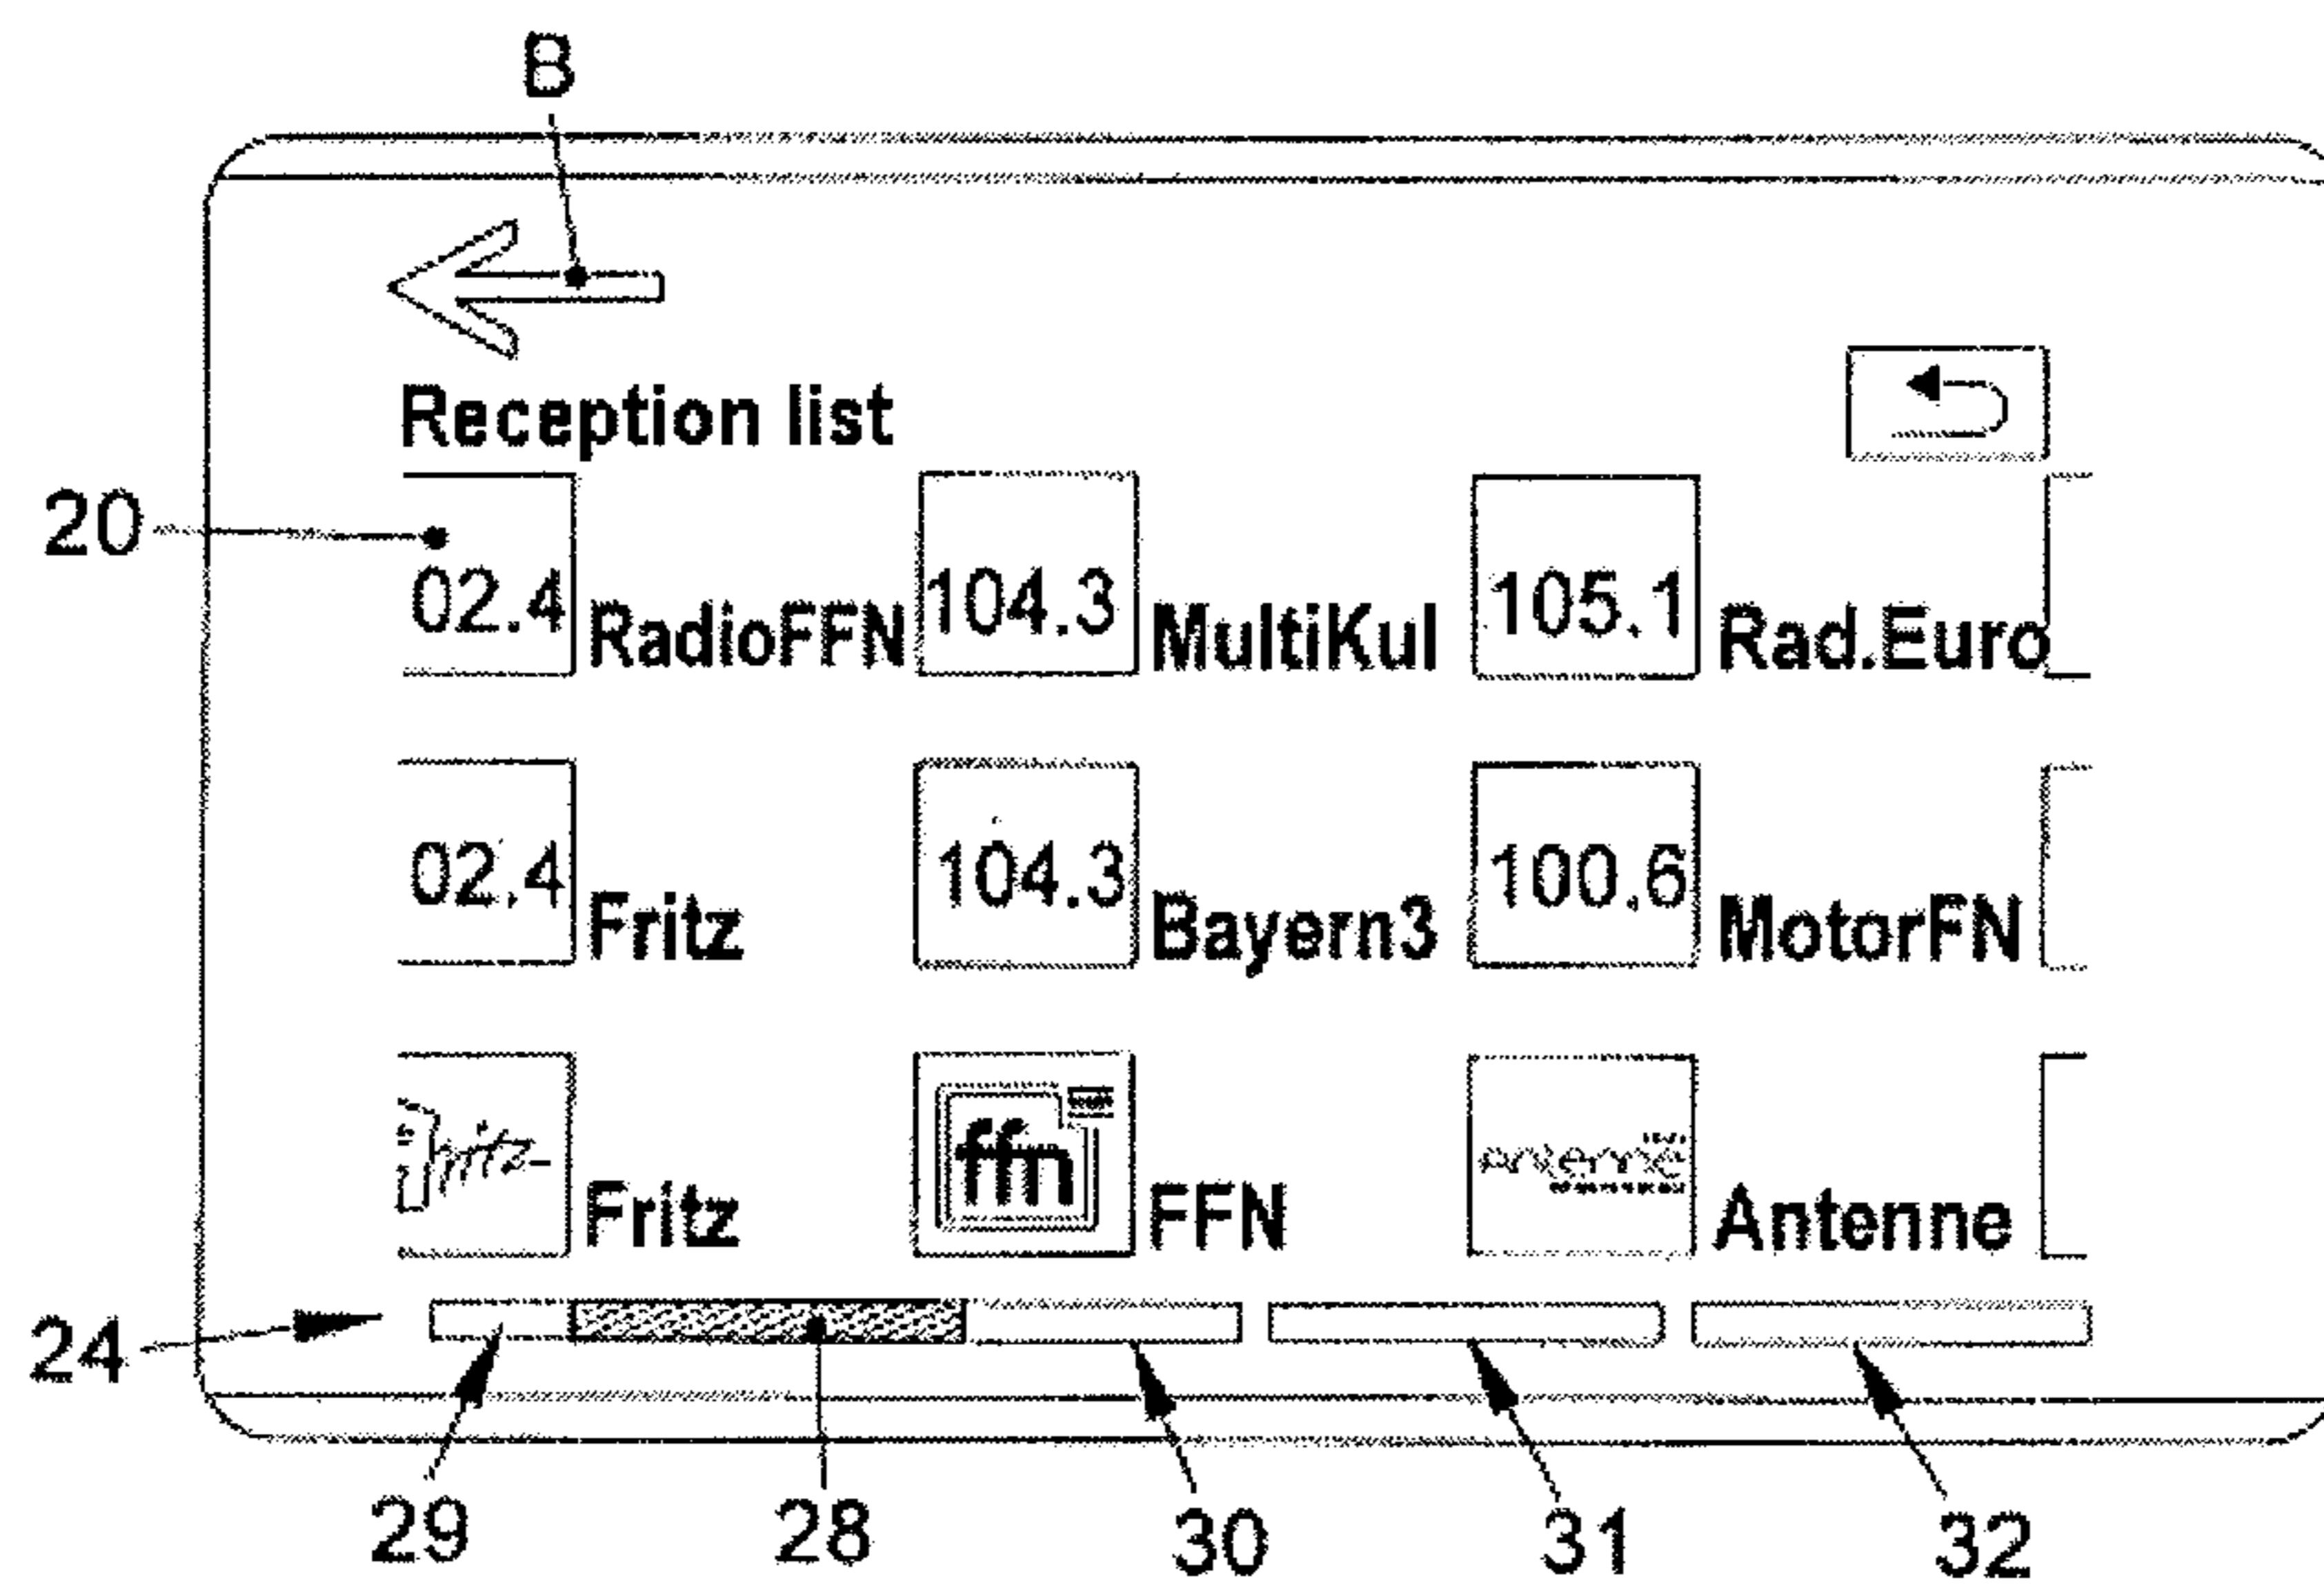 B
Reception list
20
02.4 RadioFFN 104.3 MultiKul 105.1 Rad.Euro
02.4 Fritz 104.3 Bayern3 100.6 MotorFN
Fritz ffn FFN Antenne Antenne
24
29 28 30 31 32